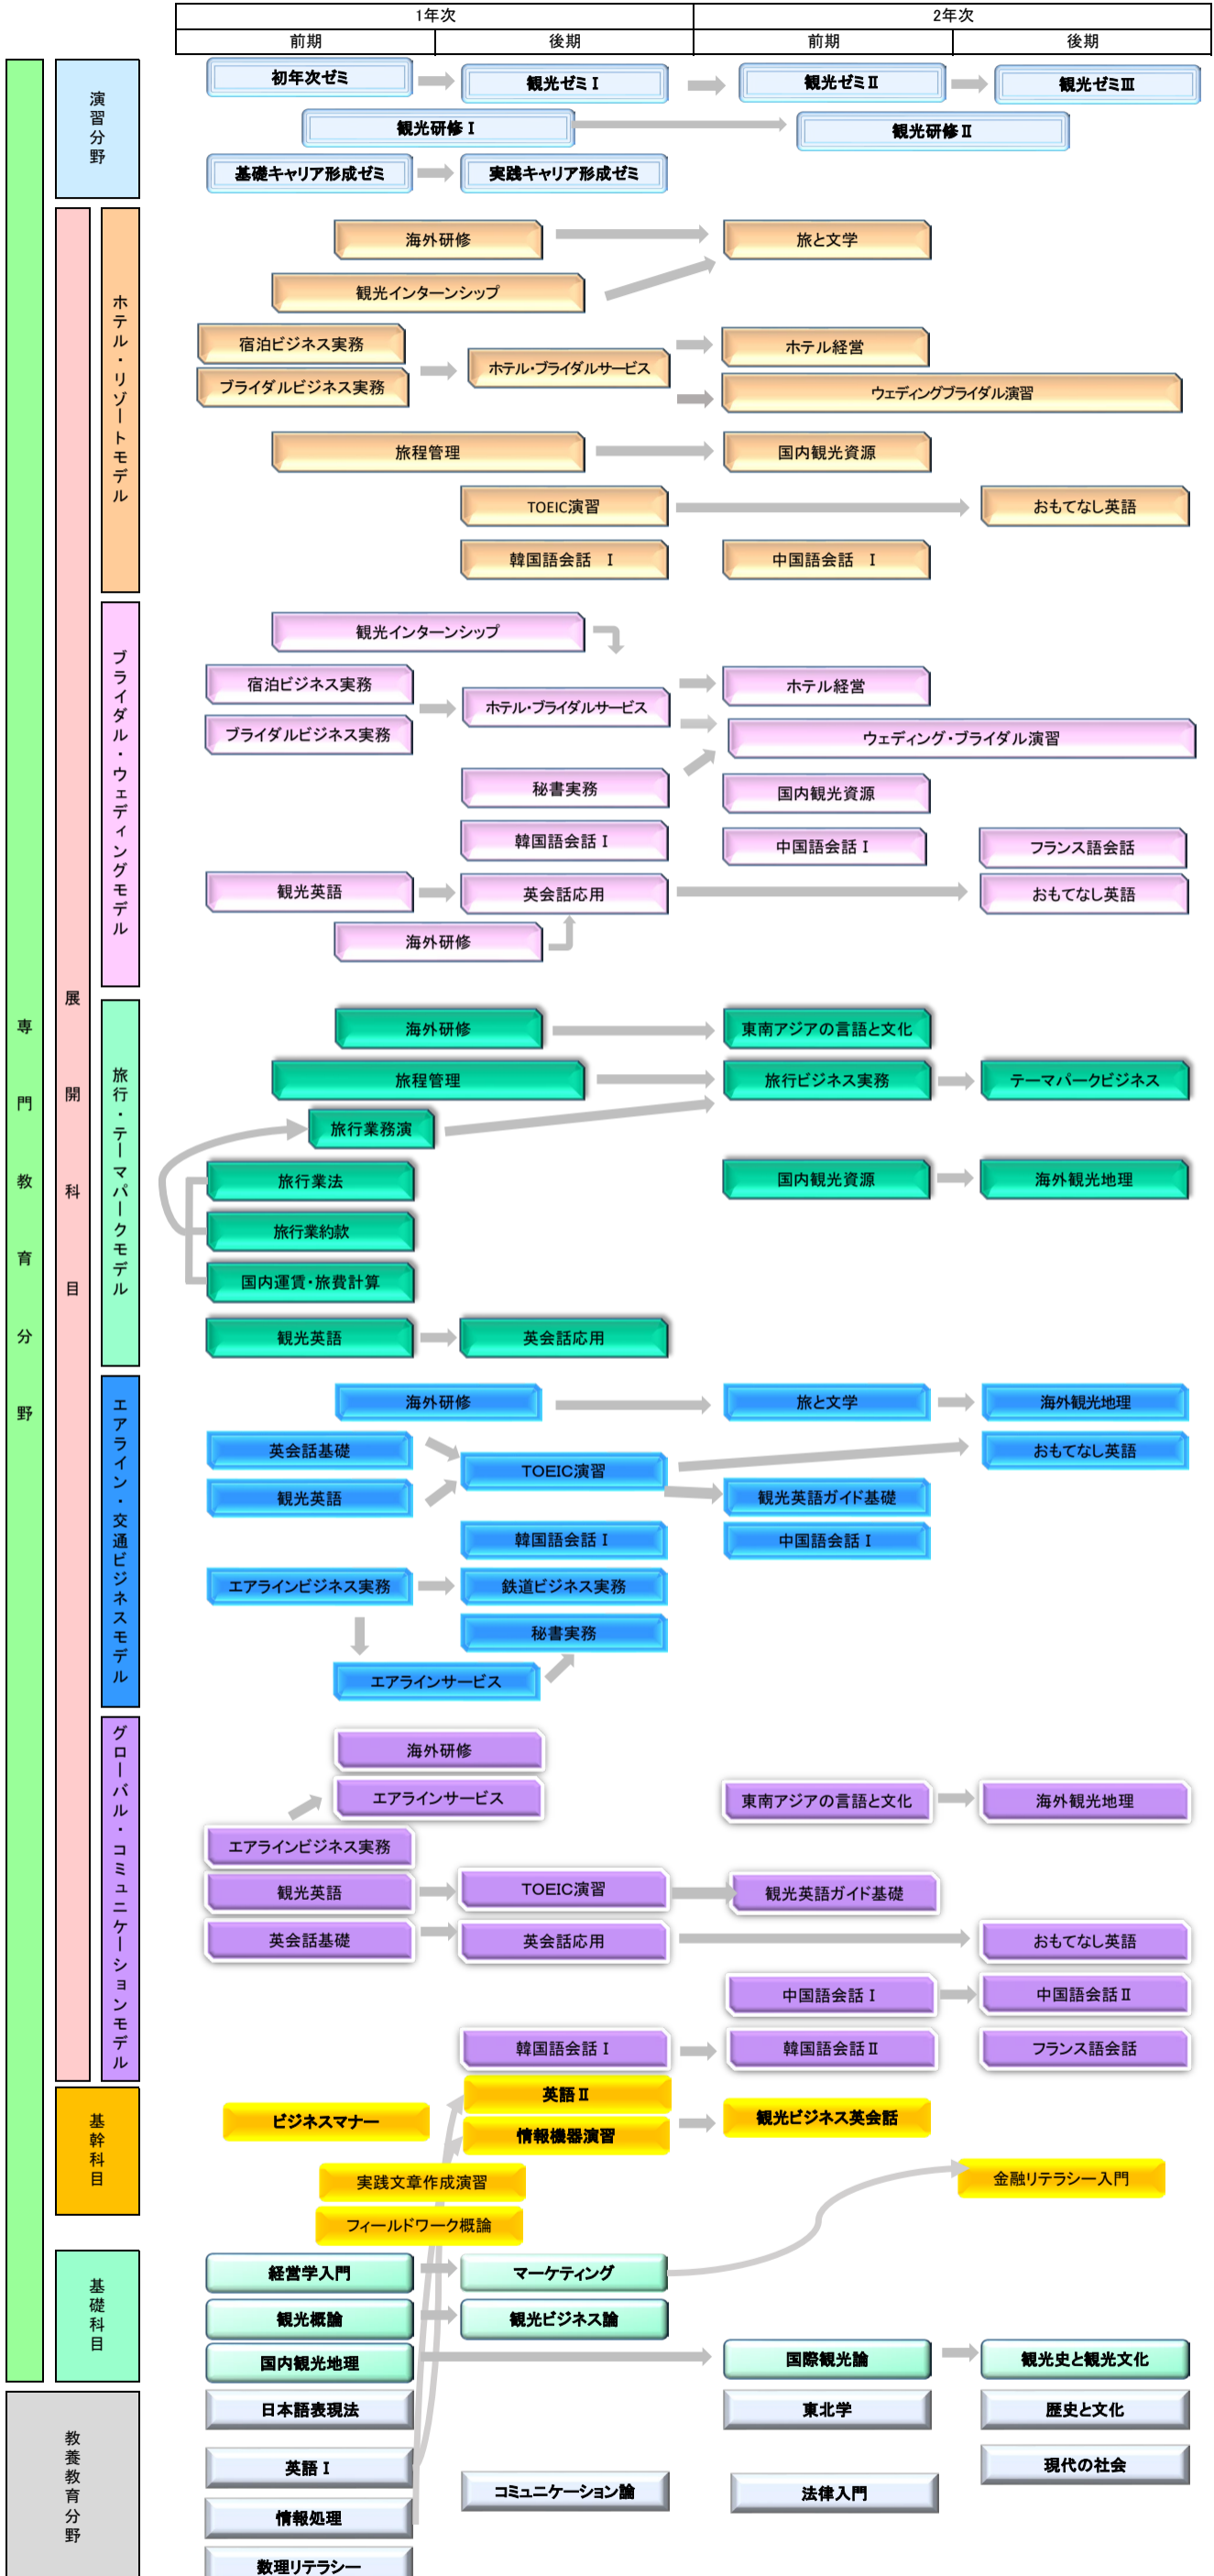 1年次
2年次
前期
後期
前期
後期
専門教育分野
演習分野
初年次ゼミ
観光ゼミⅠ
観光ゼミⅡ
観光ゼミⅢ
観光研修Ⅰ
観光研修Ⅱ
基礎キャリア形成ゼミ
実践キャリア形成ゼミ
展開科目
ホテル・リゾートモデル
海外研修
旅と文学
観光インターンシップ
宿泊ビジネス実務
ホテル経営
ホテル・ブライダルサービス
ブライダルビジネス実務
ウェディングブライダル演習
旅程管理
国内観光資源
TOEIC演習
おもてなし英語
韓国語会話　Ⅰ
中国語会話　Ⅰ
ブライダル・ウェディングモデル
観光インターンシップ
宿泊ビジネス実務
ホテル経営
ホテル・ブライダルサービス
ブライダルビジネス実務
ウェディング・ブライダル演習
秘書実務
国内観光資源
韓国語会話Ⅰ
中国語会話Ⅰ
フランス語会話
観光英語
英会話応用
おもてなし英語
海外研修
旅行・テーマパークモデル
海外研修
東南アジアの言語と文化
旅程管理
旅行ビジネス実務
テーマパークビジネス
旅行業務演
旅行業法
国内観光資源
海外観光地理
旅行業約款
国内運賃・旅費計算
観光英語
英会話応用
エアライン・交通ビジネスモデル
海外研修
旅と文学
海外観光地理
英会話基礎
おもてなし英語
TOEIC演習
観光英語
観光英語ガイド基礎
韓国語会話Ⅰ
中国語会話Ⅰ
エアラインビジネス実務
鉄道ビジネス実務
秘書実務
エアラインサービス
グローバル・コミュニケーションモデル
海外研修
エアラインサービス
東南アジアの言語と文化
海外観光地理
エアラインビジネス実務
観光英語
TOEIC演習
観光英語ガイド基礎
英会話基礎
英会話応用
おもてなし英語
中国語会話Ⅰ
中国語会話Ⅱ
韓国語会話Ⅰ
韓国語会話Ⅱ
フランス語会話
基幹科目
英語Ⅱ
ビジネスマナー
観光ビジネス英会話
情報機器演習
実践文章作成演習
金融リテラシー入門
フィールドワーク概論
基礎科目
経営学入門
マーケティング
観光概論
観光ビジネス論
国内観光地理
国際観光論
観光史と観光文化
教養教育分野
日本語表現法
東北学
歴史と文化
英語Ⅰ
現代の社会
コミュニケーション論
法律入門
情報処理
数理リテラシー